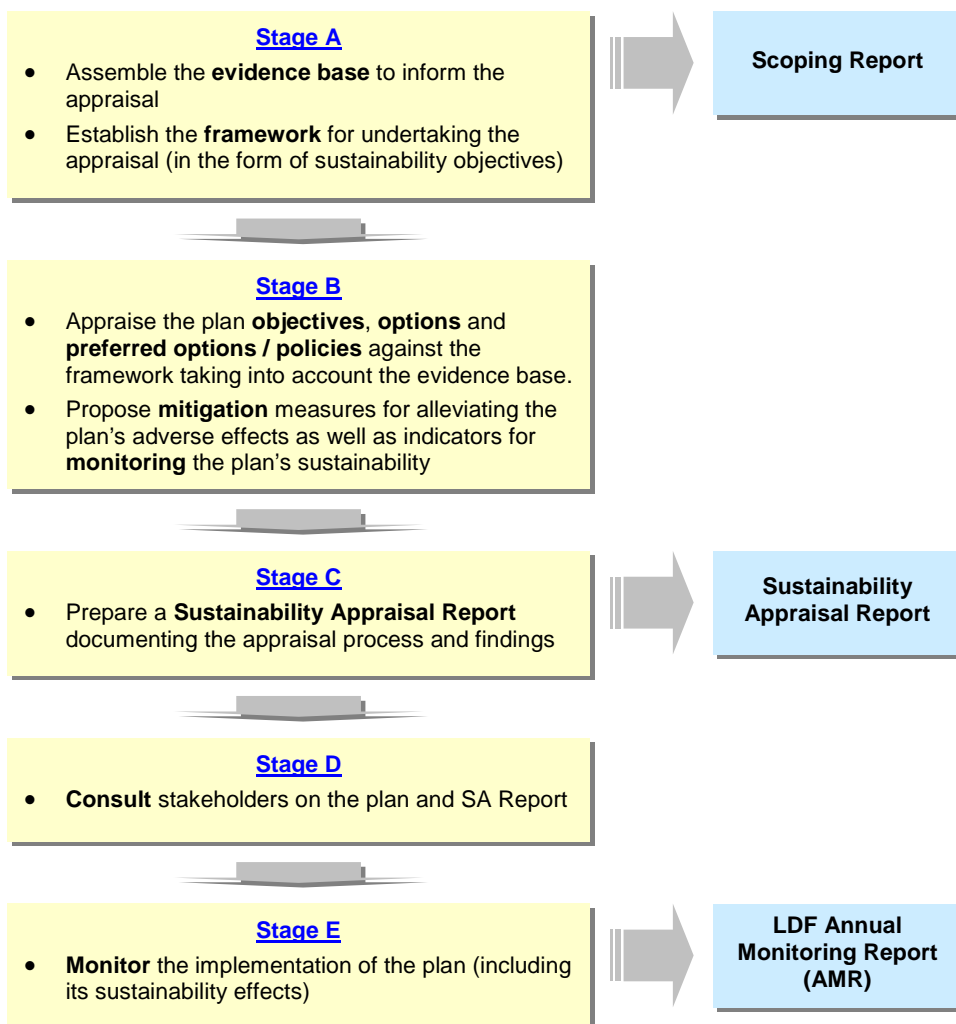 Stage A
• Assemble the evidence base to inform the
appraisal
• Establish the framework for undertaking the
appraisal (in the form of sustainability objectives)
Scoping Report
Stage B
• Appraise the plan objectives, options and
preferred options / policies against the
framework taking into account the evidence base.
• Propose mitigation measures for alleviating the
plan’s adverse effects as well as indicators for
monitoring the plan’s sustainability
Stage C
• Prepare a Sustainability Appraisal Report
documenting the appraisal process and findings
Sustainability
Appraisal Report
Stage D
• Consult stakeholders on the plan and SA Report
Stage E
• Monitor the implementation of the plan (including
its sustainability effects)
LDF Annual
Monitoring Report
(AMR)